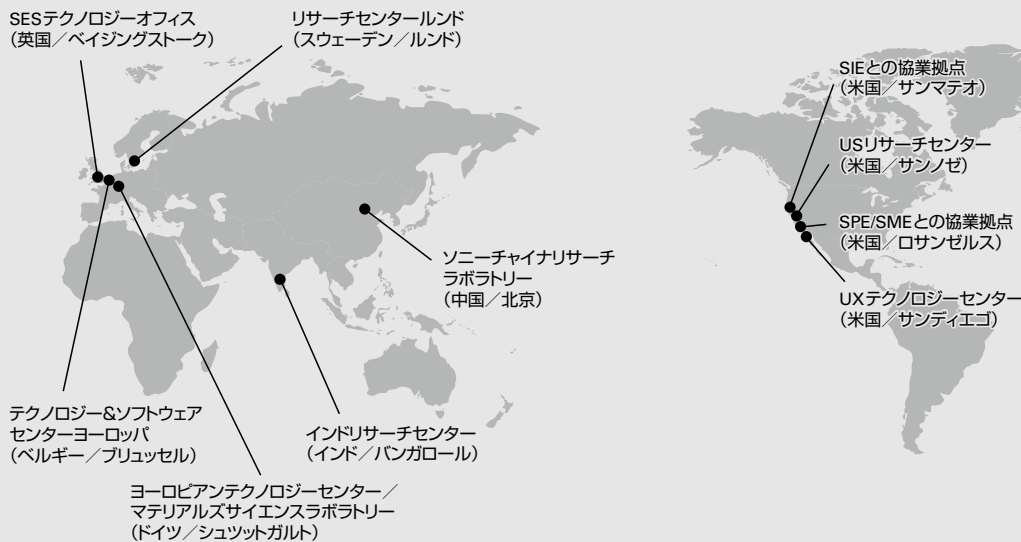 SESテクノロジーオフィス
(英国／ベイジングストーク)
リサーチセンタールンド
(スウェーデン／ルンド)
SIEとの協業拠点
(米国／サンマテオ)
USリサーチセンター
(米国／サンノゼ)
SPE/SMEとの協業拠点
(米国／ロサンゼルス)
UXテクノロジーセンター
(米国／サンディエゴ)
ソニーチャイナリサーチ
ラボラトリー
(中国／北京)
テクノロジー&ソフトウェア
センターヨーロッパ
(ベルギー／ブリュッセル)
インドリサーチセンター
(インド／バンガロール)
ヨーロピアンテクノロジーセンター／
マテリアルズサイエンスラボラトリー
(ドイツ／シュツットガルト)